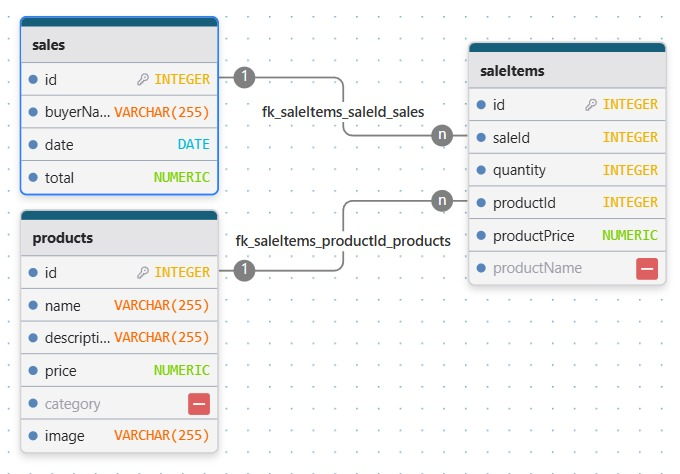 sales
id INTEGER
buyerNa... VARCHAR(255)
date DATE
total NUMERIC
products
id INTEGER
name VARCHAR(255)
descripti... VARCHAR(255)
price NUMERIC
category
image VARCHAR(255)
1
fk_saleItems_saleId_sales
n
n
fk_saleItems_productId_products
1
saleItems
id INTEGER
saleId INTEGER
quantity INTEGER
productId INTEGER
productPrice NUMERIC
productName